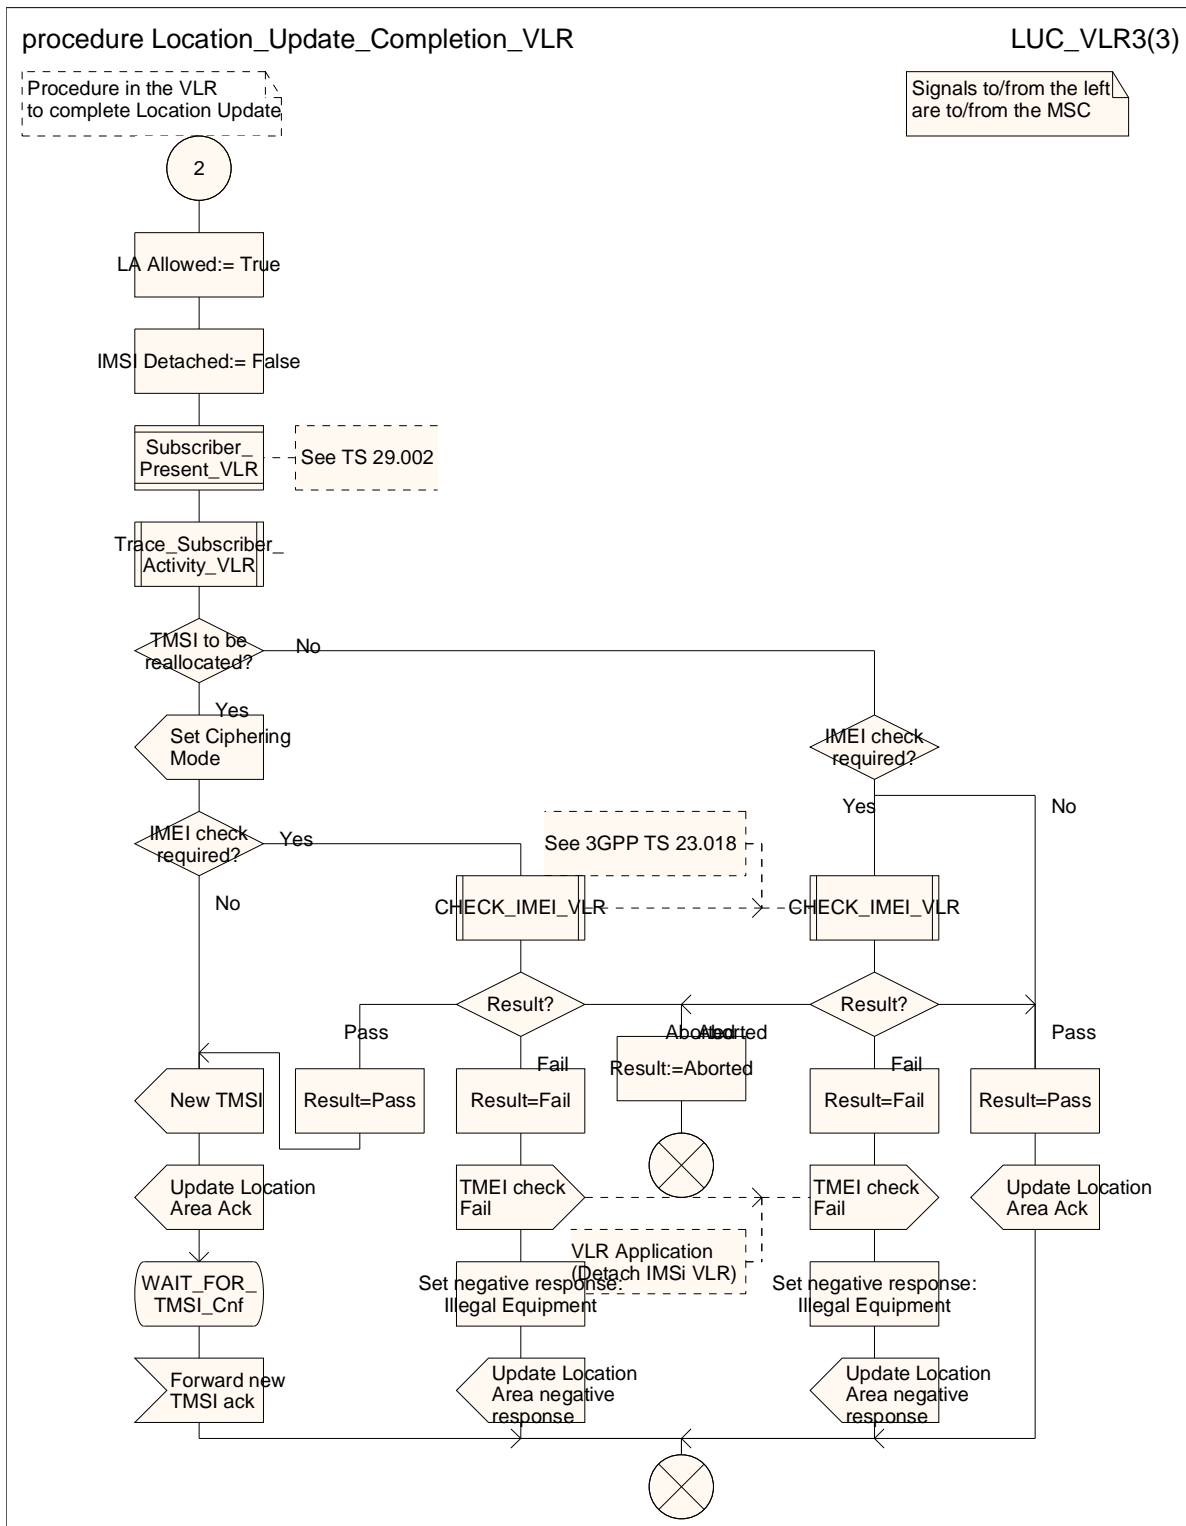 procedure Location_Update_Completion_VLR
LUC_VLR3(3)
Procedure in the VLR
to complete Location Update
Signals to/from the left
are to/from the MSC
2
LA Allowed:= True
IMSI Detached:= False
Subscriber_
Present_VLR
See TS 29.002
Trace_Subscriber_
Activity_VLR
TMSI to be
reallocated?
No
Yes
Set Ciphering
Mode
IMEI check
required?
Yes
No
IMEI check
required?
Yes
No
See 3GPP TS 23.018
CHECK_IMEI_VLR
CHECK_IMEI_VLR
Result?
Result?
Pass
Aborted
Aborted
Pass
Fail
Result:=Aborted
Fail
New TMSI
Result=Pass
Result=Fail
Result=Fail
Result=Pass
Update Location
Area Ack
TMEI check
Fail
TMEI check
Fail
Update Location
Area Ack
VLR Application
(Detach IMSi VLR)
WAIT_FOR_
TMSI_Cnf
Set negative response:
Illegal Equipment
Set negative response:
Illegal Equipment
Forward new
TMSI ack
Update Location
Area negative
response
Update Location
Area negative
response